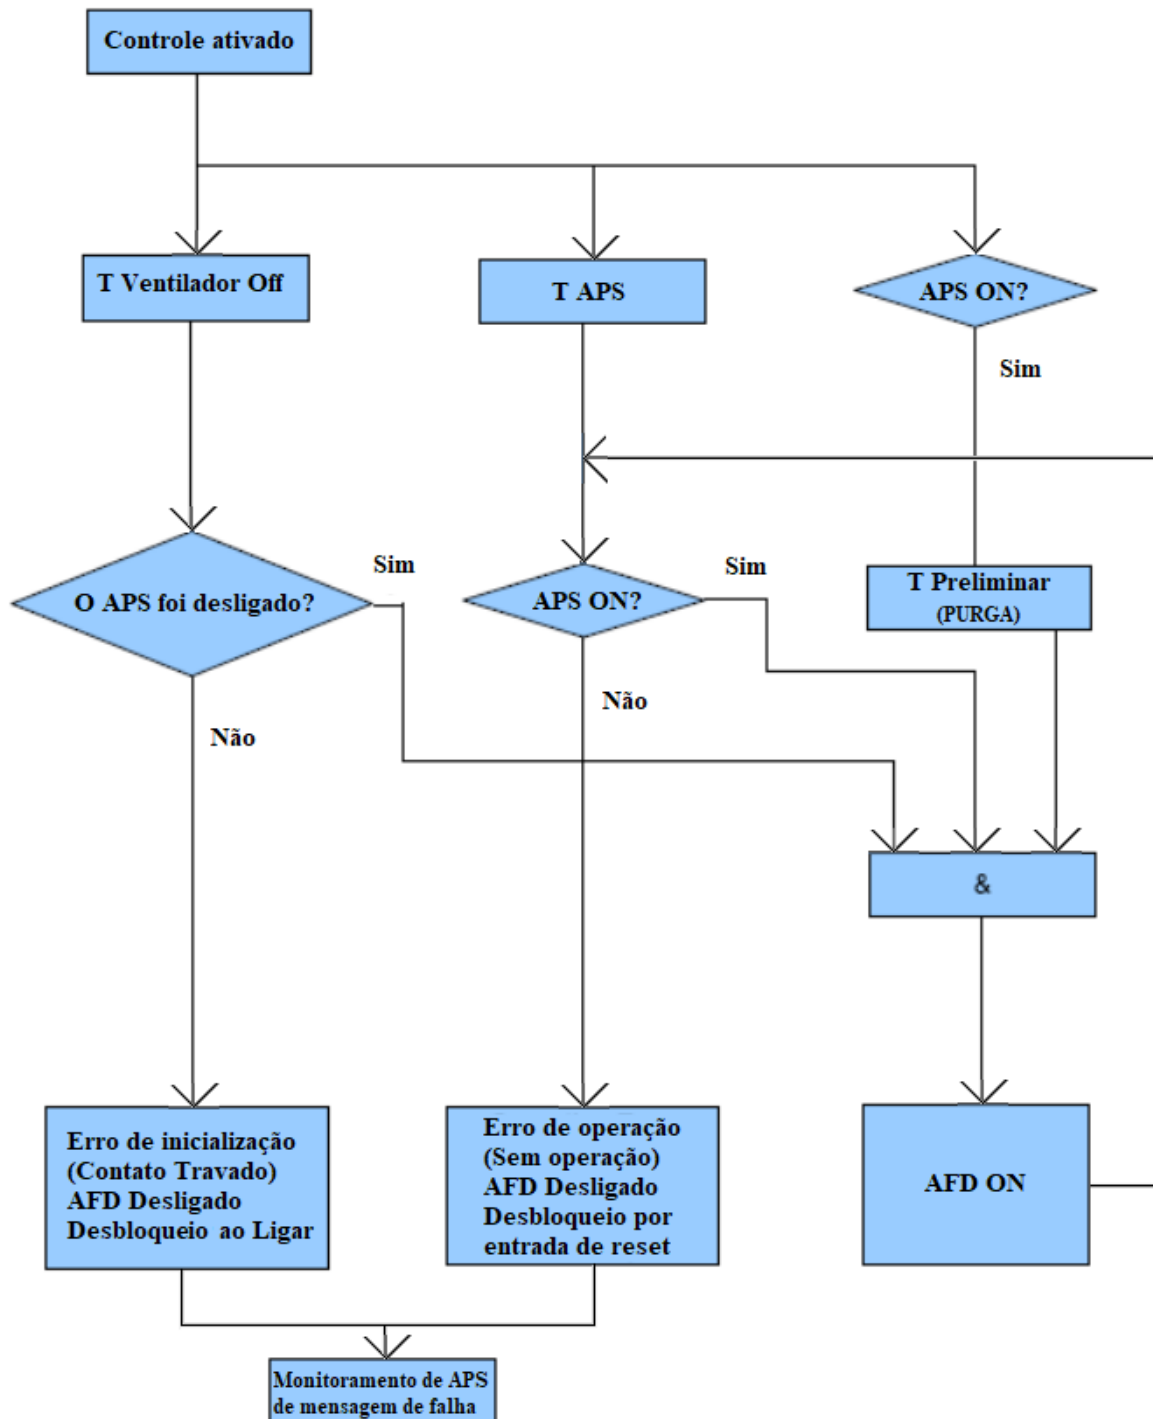 Controle ativado
T Ventilador Off
T APS
APS ON?
Sim
O APS foi desligado?
Sim
APS ON?
Sim
T Preliminar
(PURGA)
Não
Não
&
Erro de inicialização
(Contato Travado)
AFD Desligado
Desbloqueio ao Ligar
Erro de operação
(Sem operação)
AFD Desligado
Desbloqueio por
entrada de reset
AFD ON
Monitoramento de APS
de mensagem de falha